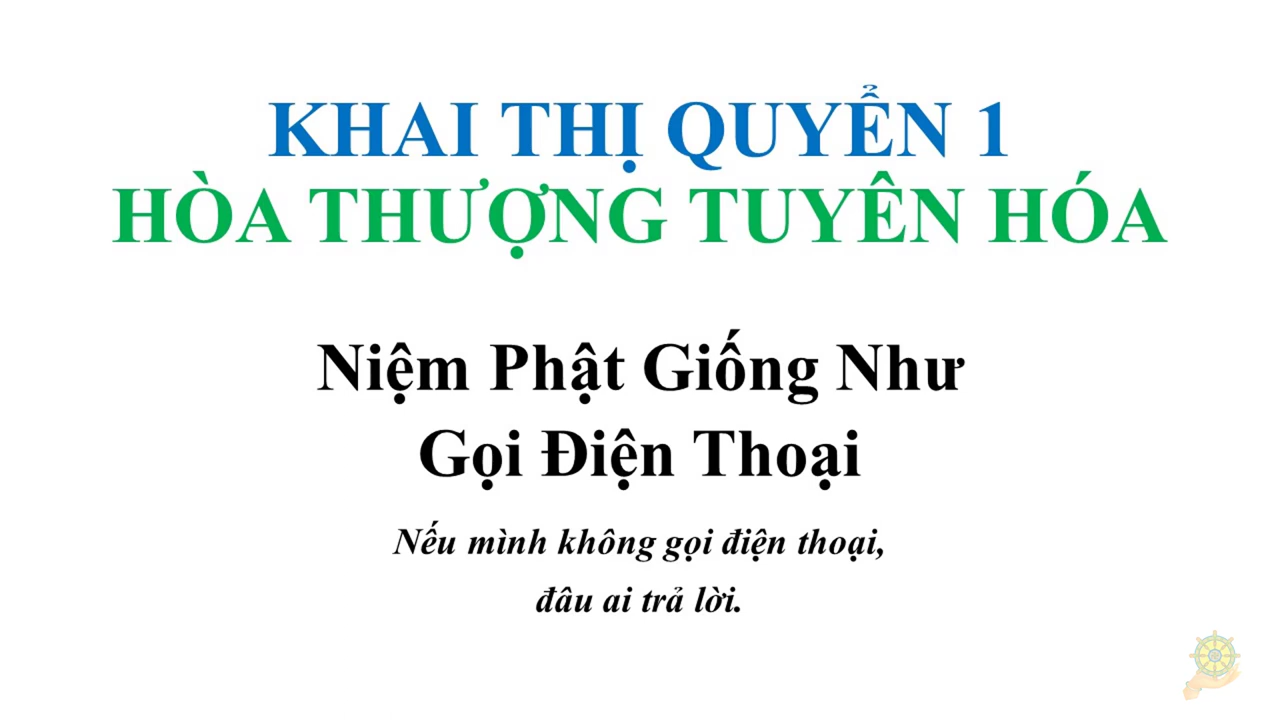 KHAI THỊ QUYỂN 1
HÒA THƯỢNG TUYÊN HÓA
Niệm Phật Giống Như
Gọi Điện Thoại
Nếu mình không gọi điện thoại,
đâu ai trả lời.